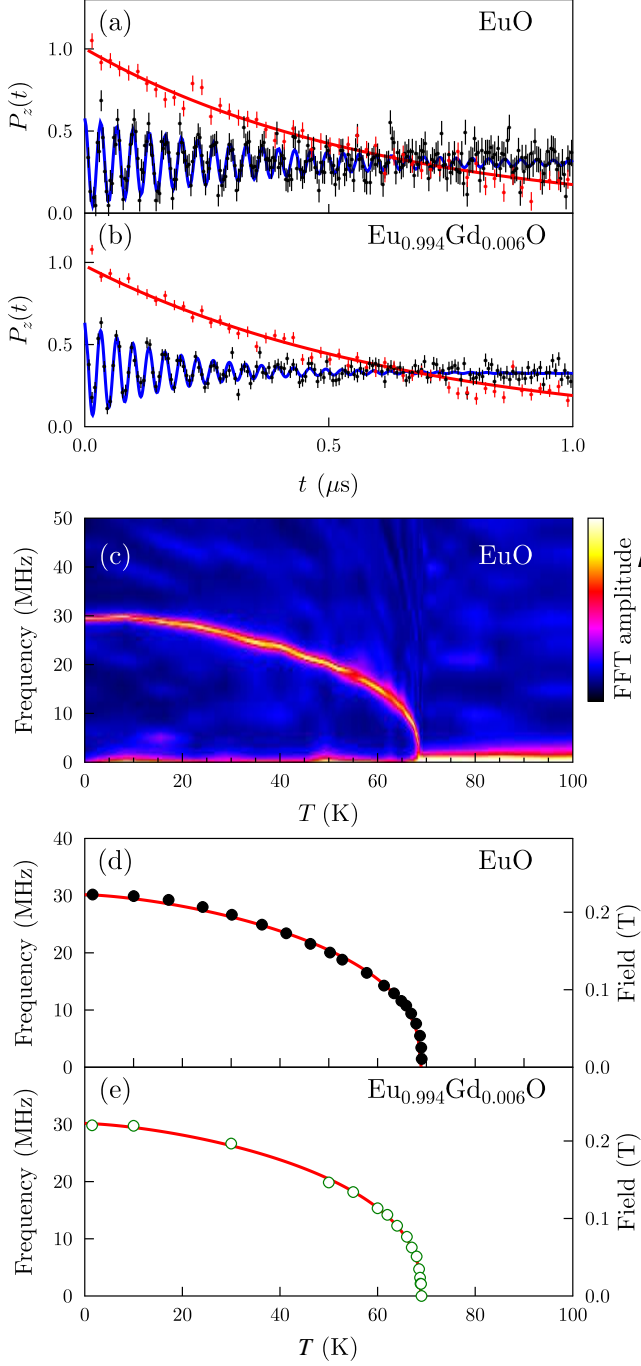 (a) EuO
1.0
0.5
0.0
P_z(t)
(b) Eu₀.₉₉₄Gd₀.₀₀₆O
1.0
0.5
0.0
P_z(t)
0.0 0.5 1.0
t (μs)
(c) EuO
50
40
30
20
10
0
Frequency (MHz)
FFT amplitude
0 20 40 60 80 100
T (K)
(d) EuO
40
30
20
10
0
Frequency (MHz)
0.2
0.1
0.0
Field (T)
(e) Eu₀.₉₉₄Gd₀.₀₀₆O
30
20
10
0
Frequency (MHz)
0.2
0.1
0.0
Field (T)
0 20 40 60 80 100
T (K)